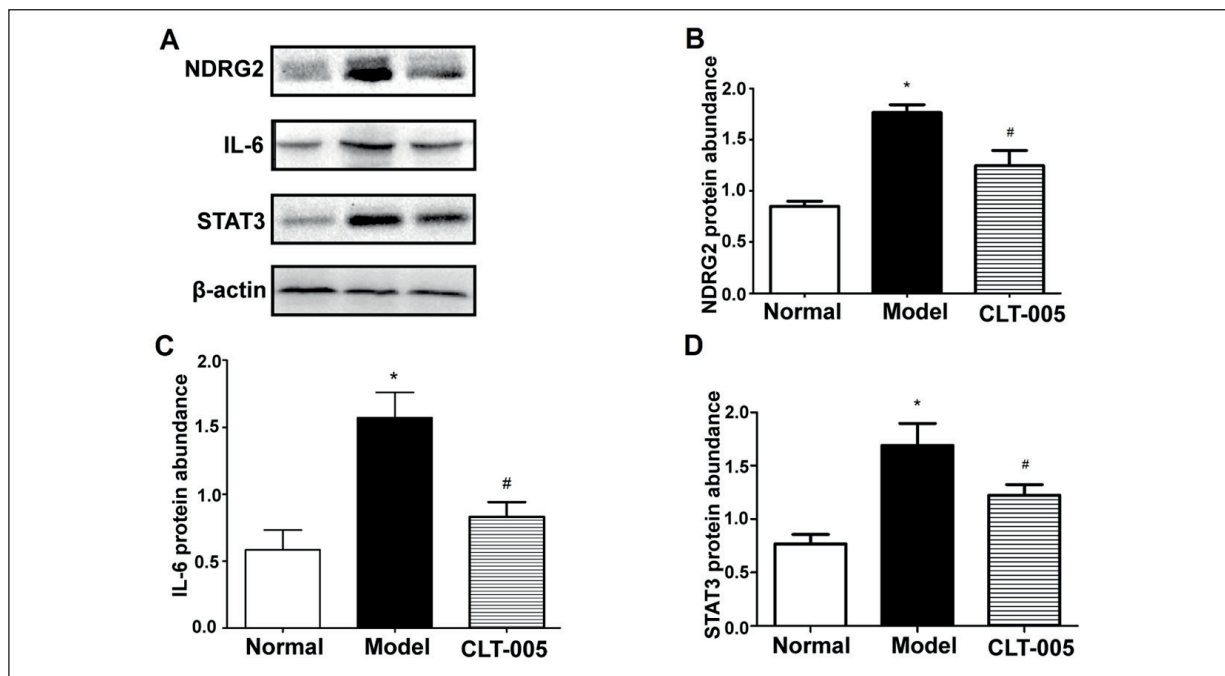 A
NDRG2
IL-6
STAT3
β-actin
B
NDRG2 protein abundance
2.0
1.5
1.0
0.5
0.0
*
#
Normal Model CLT-005
C
IL-6 protein abundance
2.0
1.5
1.0
0.5
0.0
*
#
Normal Model CLT-005
D
STAT3 protein abundance
2.0
1.5
1.0
0.5
0.0
*
#
Normal Model CLT-005